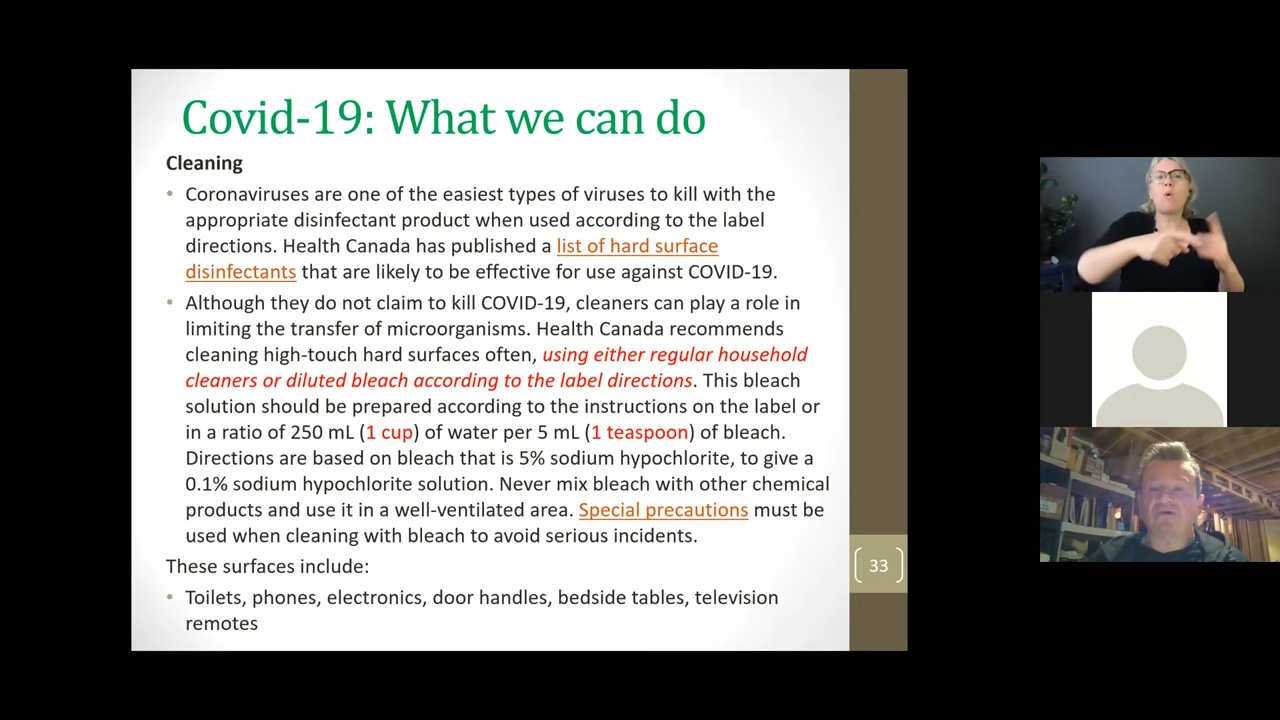 Covid-19: What we can do
Cleaning
• Coronaviruses are one of the easiest types of viruses to kill with the
appropriate disinfectant product when used according to the label
directions. Health Canada has published a list of hard surface
disinfectants that are likely to be effective for use against COVID-19.
• Although they do not claim to kill COVID-19, cleaners can play a role in
limiting the transfer of microorganisms. Health Canada recommends
cleaning high-touch hard surfaces often, using either regular household
cleaners or diluted bleach according to the label directions. This bleach
solution should be prepared according to the instructions on the label or
in a ratio of 250 mL (1 cup) of water per 5 mL (1 teaspoon) of bleach.
Directions are based on bleach that is 5% sodium hypochlorite, to give a
0.1% sodium hypochlorite solution. Never mix bleach with other chemical
products and use it in a well-ventilated area. Special precautions must be
used when cleaning with bleach to avoid serious incidents.
These surfaces include:
• Toilets, phones, electronics, door handles, bedside tables, television
remotes
33